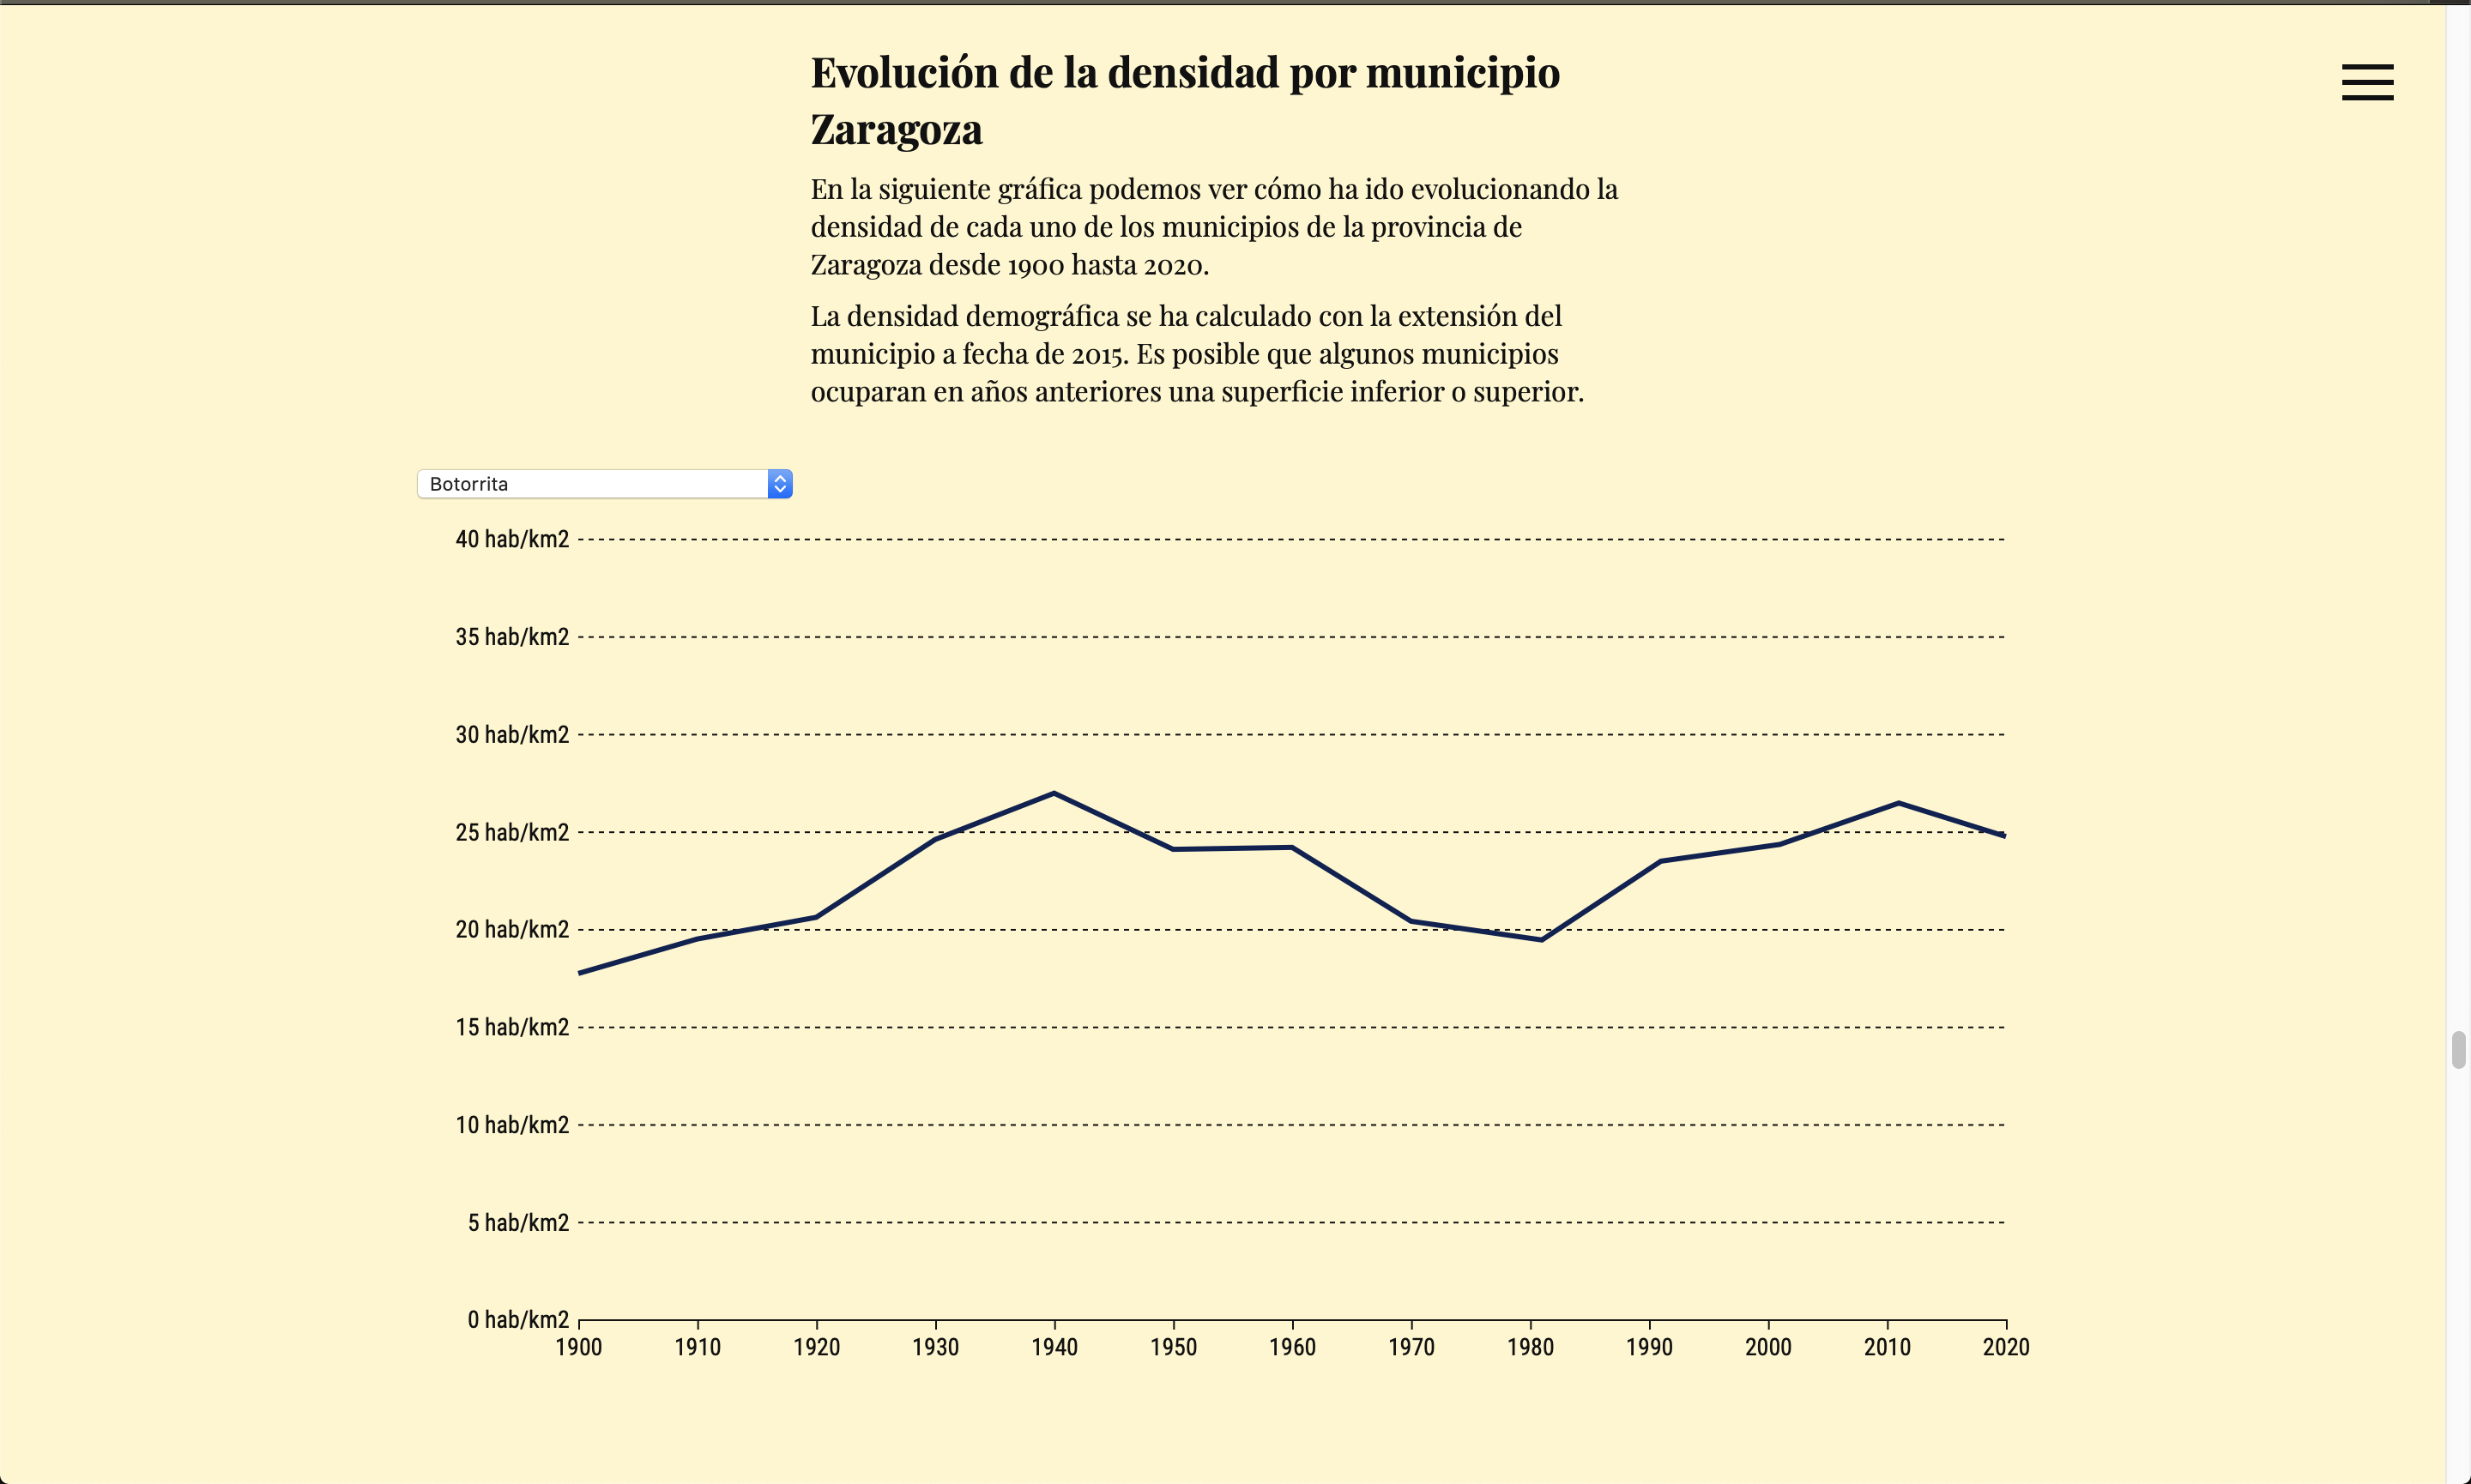 Evolución de la densidad por municipio
Zaragoza
En la siguiente gráfica podemos ver cómo ha ido evolucionando la
densidad de cada uno de los municipios de la provincia de
Zaragoza desde 1900 hasta 2020.
La densidad demográfica se ha calculado con la extensión del
municipio a fecha de 2015. Es posible que algunos municipios
ocuparan en años anteriores una superficie inferior o superior.
Botorrita
40 hab/km2
35 hab/km2
30 hab/km2
25 hab/km2
20 hab/km2
15 hab/km2
10 hab/km2
5 hab/km2
0 hab/km2
1900 1910 1920 1930 1940 1950 1960 1970 1980 1990 2000 2010 2020